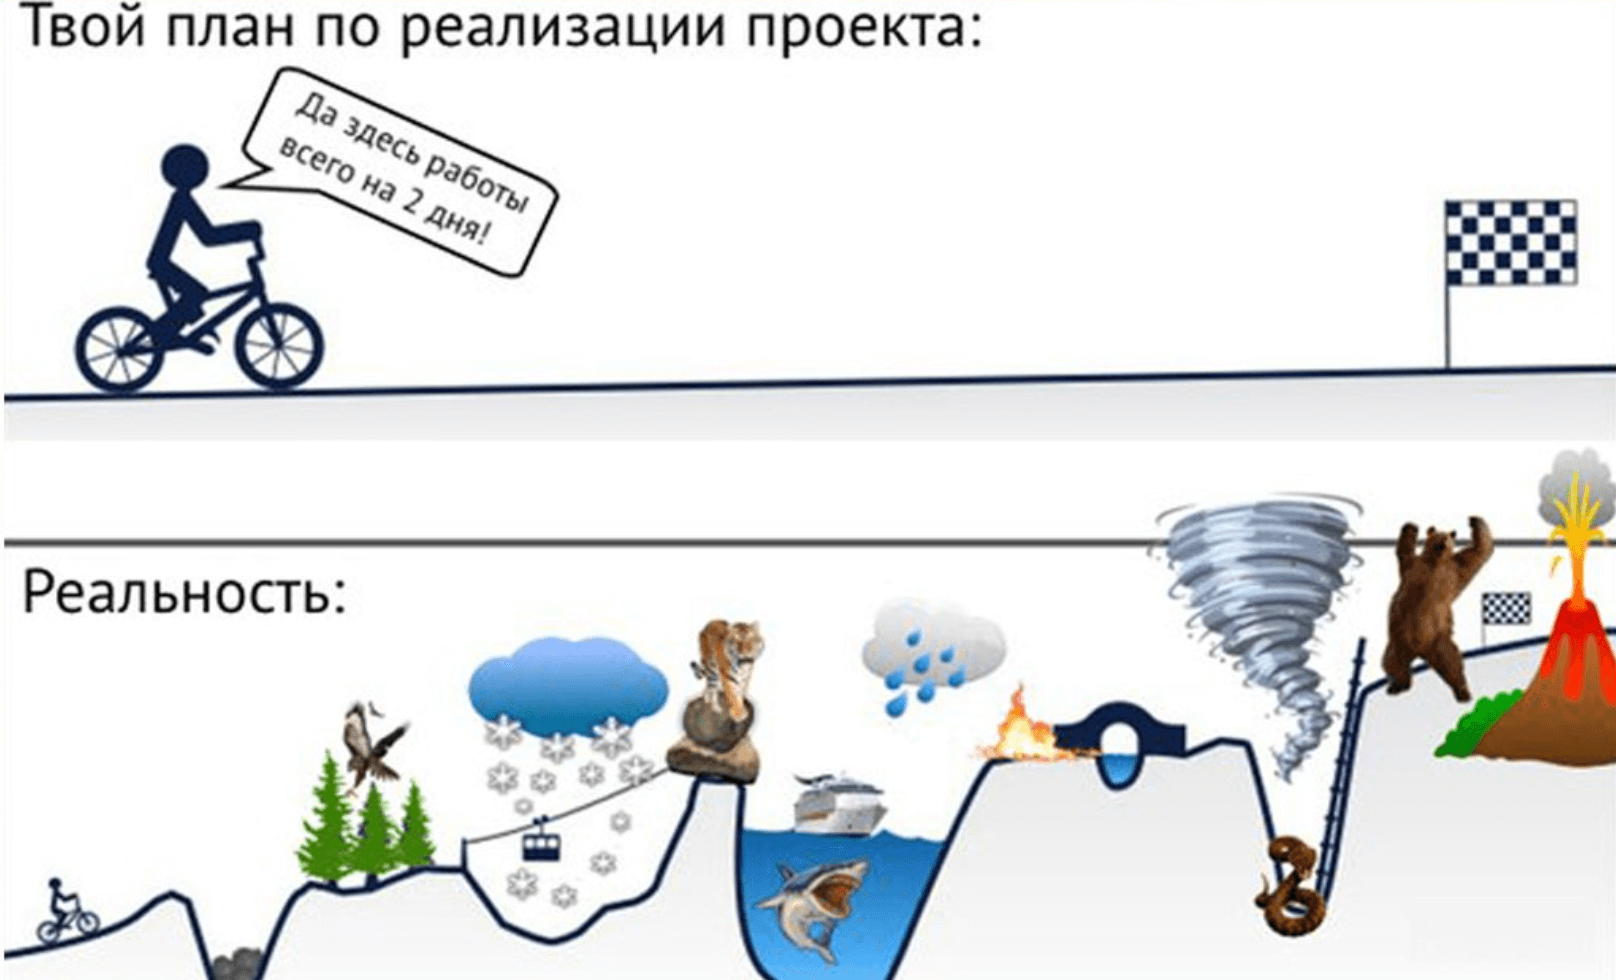 Твой план по реализации проекта:
Да здесь работы
всего на 2 дня!
Реальность: